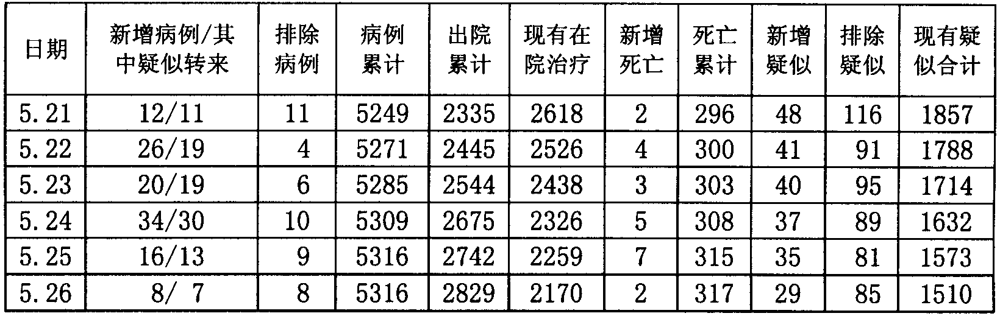 日期 新增病例/其中疑似转来 排除病例 病例累计 出院累计 现有在院治疗 新增死亡 死亡累计 新增疑似 排除疑似 现有疑似合计
5.21 12/11 11 5249 2335 2618 2 296 48 116 1857
5.22 26/19 4 5271 2445 2526 4 300 41 91 1788
5.23 20/19 6 5285 2544 2438 3 303 40 95 1714
5.24 34/30 10 5309 2675 2326 5 308 37 89 1632
5.25 16/13 9 5316 2742 2259 7 315 35 81 1573
5.26 8/ 7 8 5316 2829 2170 2 317 29 85 1510